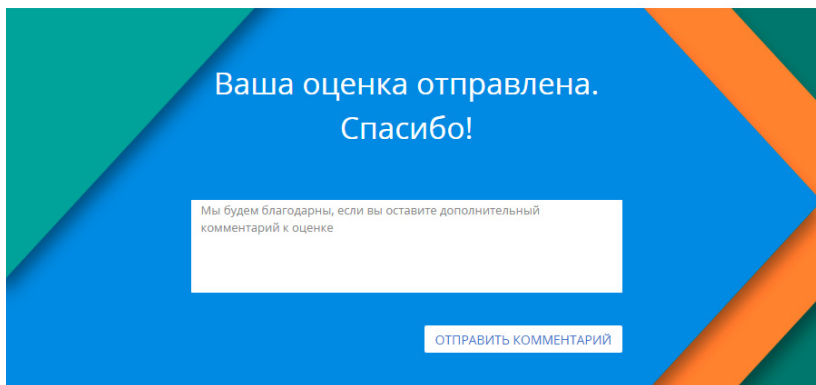 Ваша оценка отправлена.
Спасибо!
Мы будем благодарны, если вы оставите дополнительный
комментарий к оценке
ОТПРАВИТЬ КОММЕНТАРИЙ